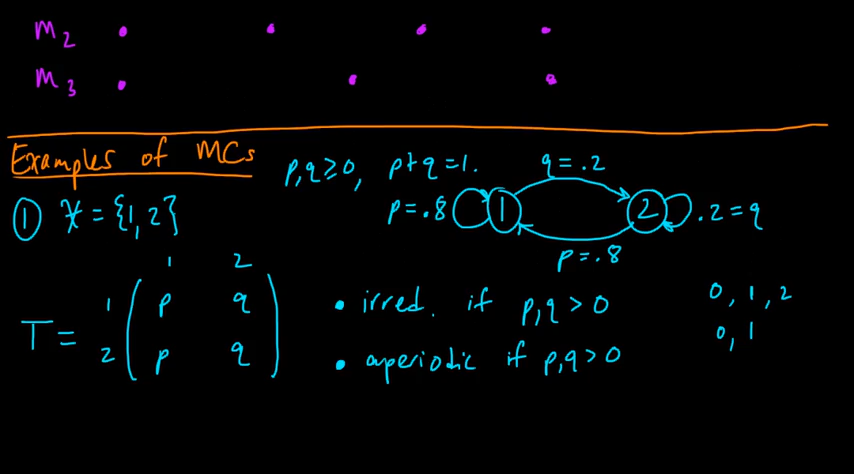 m₂
m₃
Examples of MCs
p,q ≥ 0, p+q = 1.
q = .2
① X = {1,2}
p = .8 1 2 .2 = q
p = .8
1 2
T = 1 ( p q )
2 ( p q )
• irred. if p,q > 0
• aperiodic if p,q > 0
0, 1, 2
0, 1